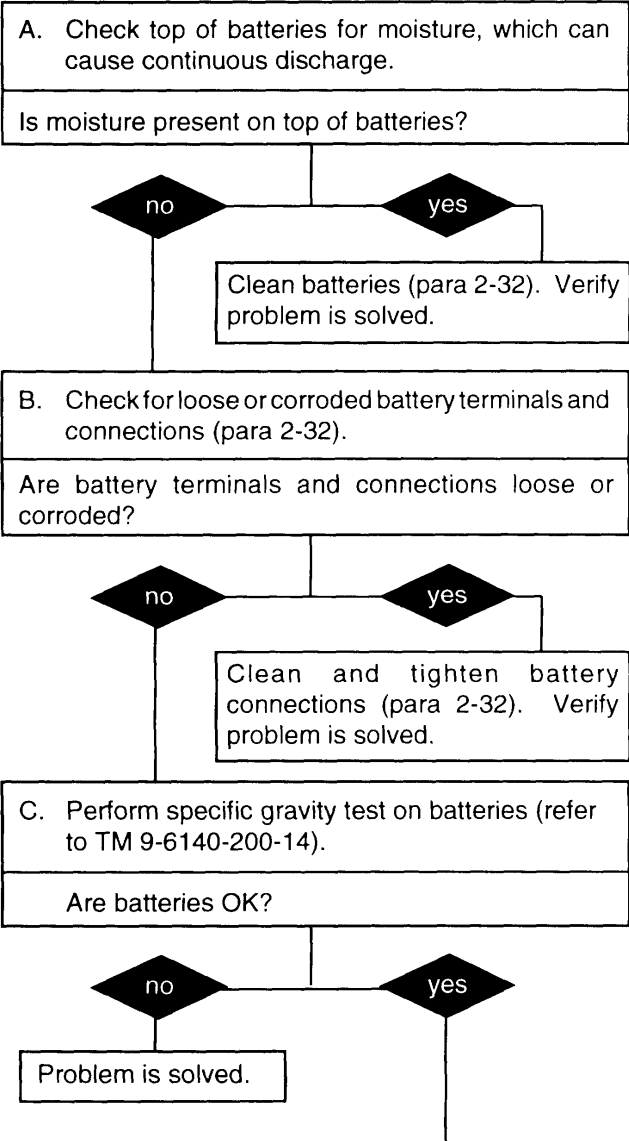 A. Check top of batteries for moisture, which can
cause continuous discharge.
Is moisture present on top of batteries?
no
yes
Clean batteries (para 2-32). Verify
problem is solved.
B. Check for loose or corroded battery terminals and
connections (para 2-32).
Are battery terminals and connections loose or
corroded?
no
yes
Clean and tighten battery
connections (para 2-32). Verify
problem is solved.
C. Perform specific gravity test on batteries (refer
to TM 9-6140-200-14).
Are batteries OK?
no
yes
Problem is solved.